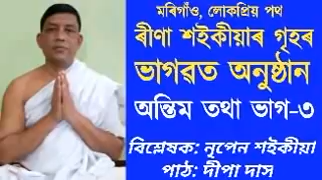 মৰিগাঁও, লোকপ্ৰিয় পথ
ৰীণা শইকীয়াৰ গৃহৰ
ভাগৱত অনুষ্ঠান
অন্তিম তথা ভাগ-৩
বিশ্লেষক: নৃপেন শইকীয়া
পাঠ: দীপা দাস